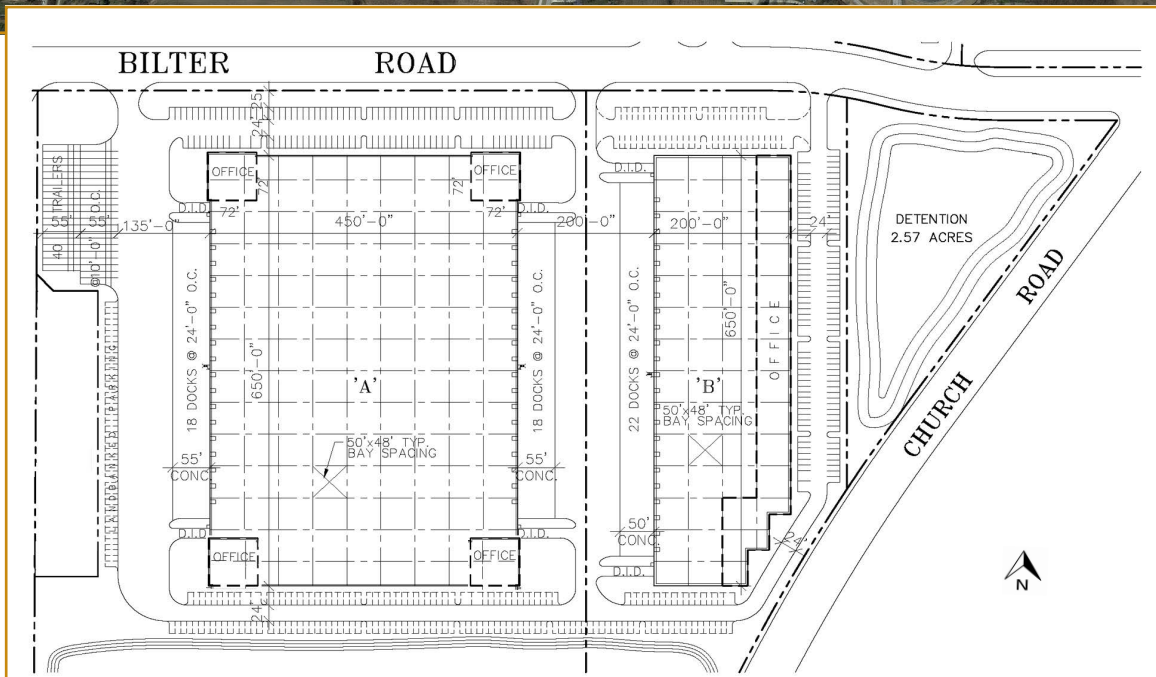 BILTER ROAD
25'
24'
OFFICE
72'
72'
OFFICE
72'
72'
D.I.D.
D.I.D.
D.I.D.
40 TRAILERS
@10'-0" O.C.
55'
55'
135'-0"
450'-0"
200'-0"
200'-0"
24'
DETENTION
2.57 ACRES
18 DOCKS @ 24'-0" O.C.
650'-0"
'A'
50'x48' TYP.
BAY SPACING
18 DOCKS @ 24'-0" O.C.
22 DOCKS @ 24'-0" O.C.
650'-0"
OFFICE
'B'
50'x48' TYP.
BAY SPACING
CHURCH ROAD
LANDBANKED PARKING
55'
CONC.
55'
CONC.
50'
CONC.
D.I.D.
D.I.D.
D.I.D.
OFFICE
OFFICE
24'
24'
N